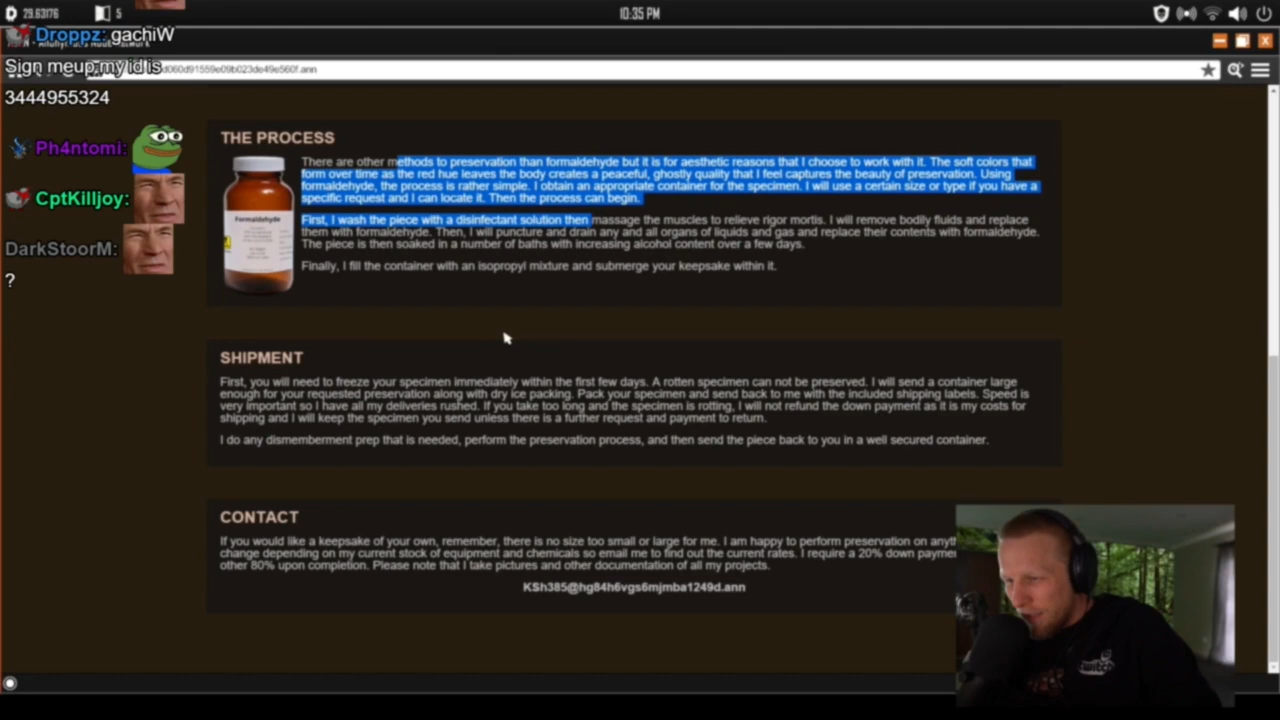 29.63176
5
10:35 PM
Droppz: gachiW
Sign meup my id is
3444955324
d060d91559e09b023de49e560f.ann
Ph4ntomi:
CptKilljoy:
DarkStoorM:
?
THE PROCESS
There are other methods to preservation than formaldehyde but it is for aesthetic reasons that I choose to work with it. The soft colors that
form over time as the red hue leaves the body creates a peaceful, ghostly quality that I feel captures the beauty of preservation. Using
formaldehyde, the process is rather simple. I obtain an appropriate container for the specimen. I will use a certain size or type if you have a
specific request and I can locate it. Then the process can begin.
First, I wash the piece with a disinfectant solution then massage the muscles to relieve rigor mortis. I will remove bodily fluids and replace
them with formaldehyde. Then, I will puncture and drain any and all organs of liquids and gas and replace their contents with formaldehyde.
The piece is then soaked in a number of baths with increasing alcohol content over a few days.
Finally, I fill the container with an isopropyl mixture and submerge your keepsake within it.
Formaldehyde
SHIPMENT
First, you will need to freeze your specimen immediately within the first few days. A rotten specimen can not be preserved. I will send a container large
enough for your requested preservation along with dry ice packing. Pack your specimen and send back to me with the included shipping labels. Speed is
very important so I have all my deliveries rushed. If you take too long and the specimen is rotting, I will not refund the down payment as it is my costs for
shipping and I will keep the specimen you send unless there is a further request and payment to return.
I do any dismemberment prep that is needed, perform the preservation process, and then send the piece back to you in a well secured container.
CONTACT
If you would like a keepsake of your own, remember, there is no size too small or large for me. I am happy to perform preservation on anyth
change depending on my current stock of equipment and chemicals so email me to find out the current rates. I require a 20% down payme
other 80% upon completion. Please note that I take pictures and other documentation of all my projects.
KSh385@hg84h6vgs6mjmba1249d.ann